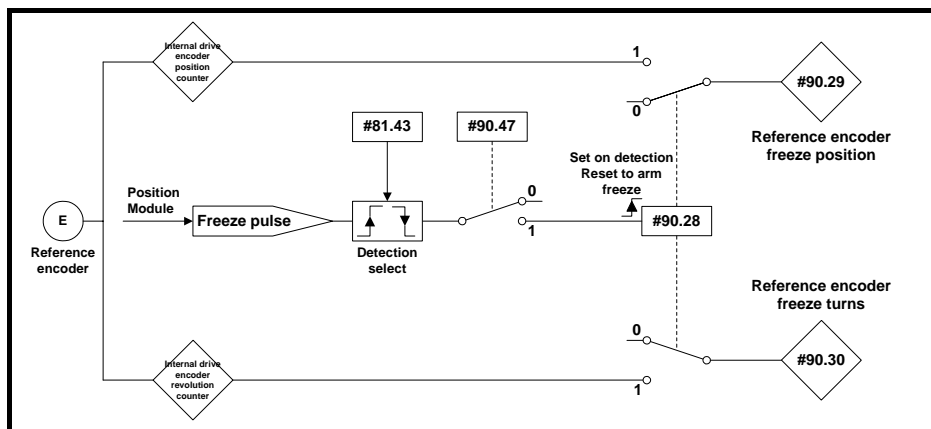 Internal drive
encoder
position
counter
1
0
#90.29
Reference encoder
freeze position
#81.43
#90.47
Set on detection
Reset to arm
freeze
Position
Module
E
Reference
encoder
Freeze pulse
Detection
select
0
1
#90.28
Reference encoder
freeze turns
Internal drive
encoder
revolution
counter
0
1
#90.30